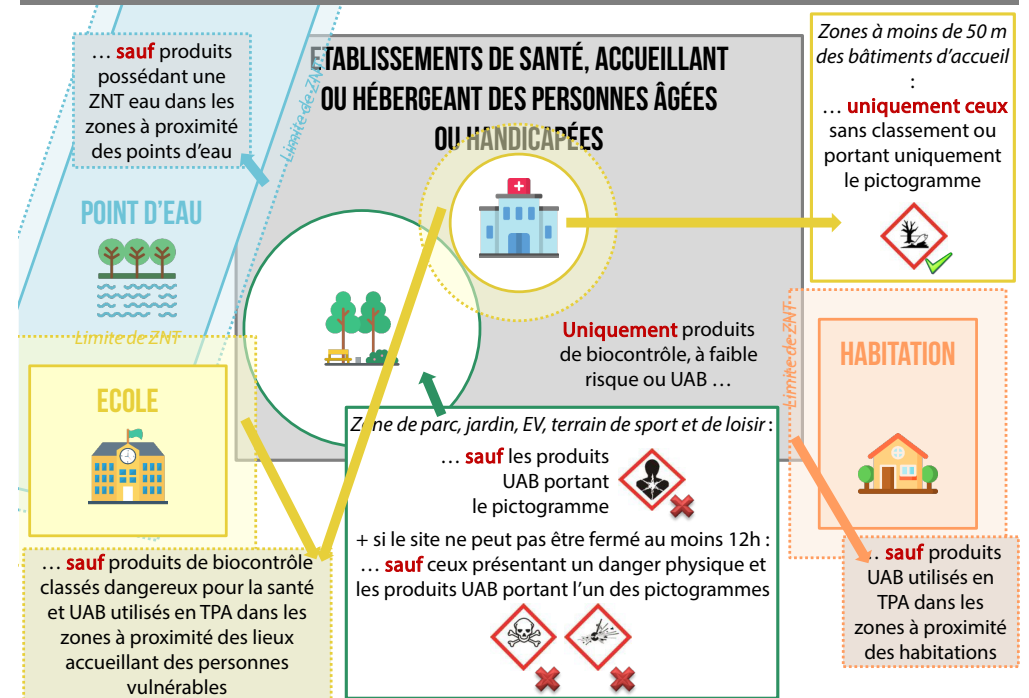 … sauf produits
possédant une
ZNT eau dans les
zones à proximité
des points d’eau
Limite de ZNT
POINT D’EAU
ETABLISSEMENTS DE SANTÉ, ACCUEILLANT
OU HÉBERGEANT DES PERSONNES ÂGÉES
OU HANDICAPÉES
Zones à moins de 50 m
des bâtiments d’accueil
:
… uniquement ceux
sans classement ou
portant uniquement
le pictogramme
Uniquement produits
de biocontrôle, à faible
risque ou UAB …
Limite de ZNT
ECOLE
Limite de ZNT
HABITATION
Zone de parc, jardin, EV, terrain de sport et de loisir :
… sauf les produits
UAB portant
le pictogramme
+ si le site ne peut pas être fermé au moins 12h :
… sauf ceux présentant un danger physique et
les produits UAB portant l’un des pictogrammes
… sauf produits de biocontrôle
classés dangereux pour la santé
et UAB utilisés en TPA dans les
zones à proximité des lieux
accueillant des personnes
vulnérables
… sauf produits
UAB utilisés en
TPA dans les
zones à proximité
des habitations